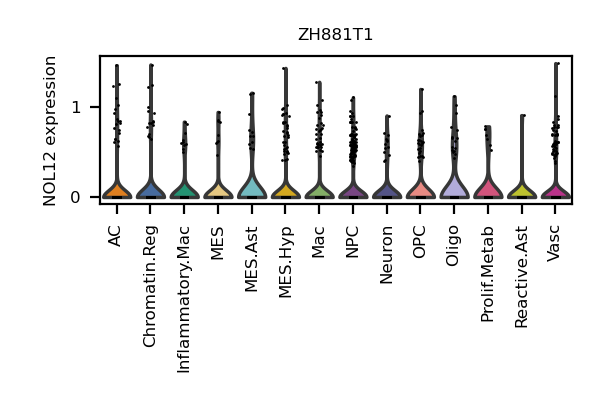 ZH881T1
NOL12 expression
1
0
AC
Chromatin.Reg
Inflammatory.Mac
MES
MES.Ast
MES.Hyp
Mac
NPC
Neuron
OPC
Oligo
Prolif.Metab
Reactive.Ast
Vasc